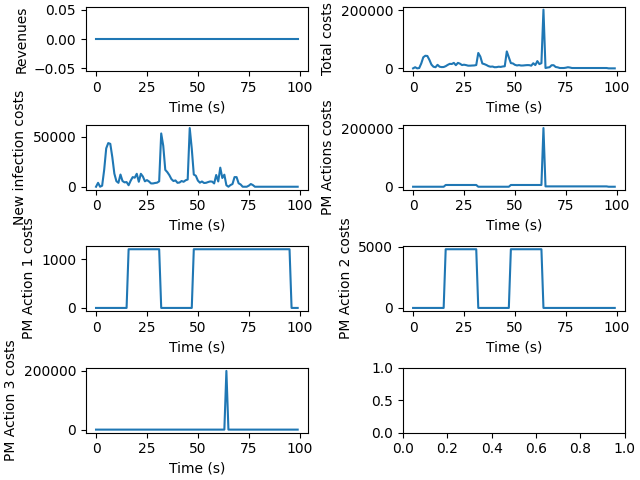 Revenues
0.05
0.00
−0.05
0 25 50 75 100
Time (s)
Total costs
200000
0
0 25 50 75 100
Time (s)
New infection costs
50000
0
0 25 50 75 100
Time (s)
PM Actions costs
200000
0
0 25 50 75 100
Time (s)
PM Action 1 costs
1000
0
0 25 50 75 100
Time (s)
PM Action 2 costs
5000
0
0 25 50 75 100
Time (s)
PM Action 3 costs
200000
0
0 25 50 75 100
Time (s)
1.0
0.5
0.0
0.0 0.2 0.4 0.6 0.8 1.0